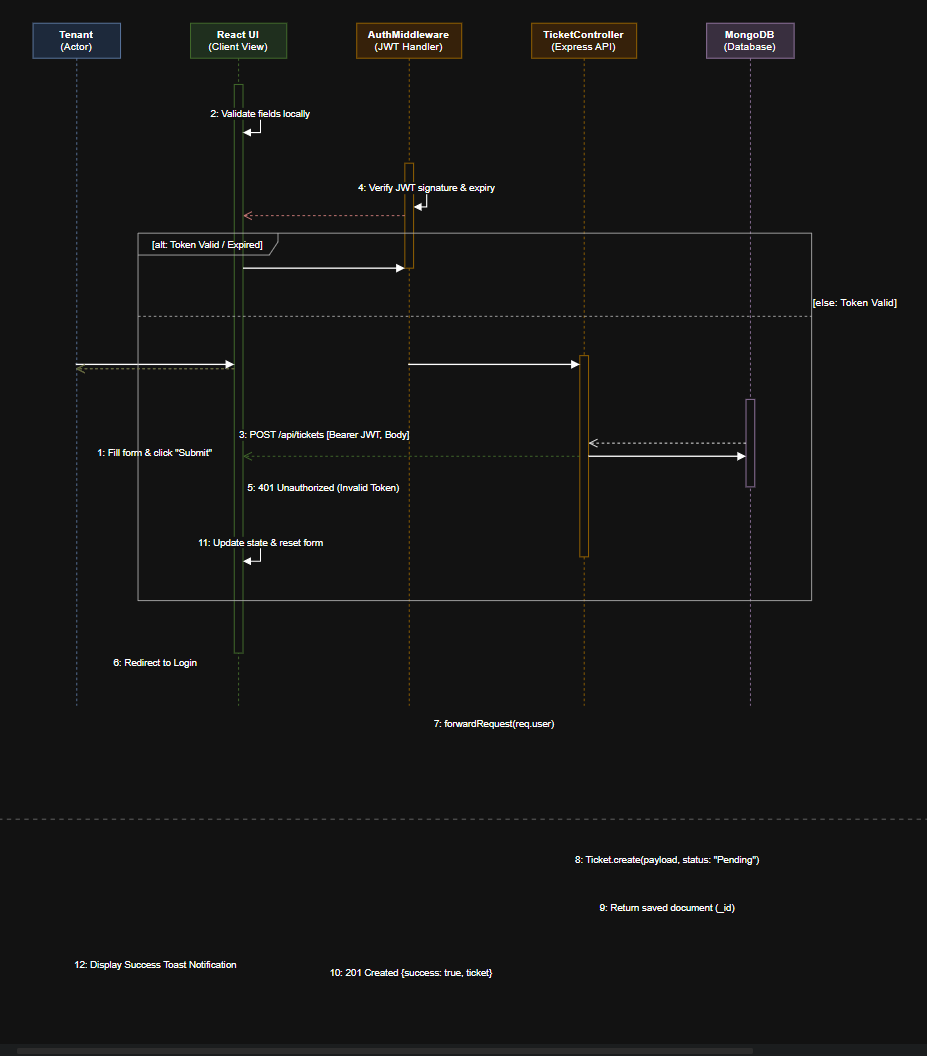 Tenant
(Actor)
React UI
(Client View)
AuthMiddleware
(JWT Handler)
TicketController
(Express API)
MongoDB
(Database)
2: Validate fields locally
4: Verify JWT signature & expiry
[alt: Token Valid / Expired]
[else: Token Valid]
3: POST /api/tickets [Bearer JWT, Body]
1: Fill form & click "Submit"
5: 401 Unauthorized (Invalid Token)
11: Update state & reset form
6: Redirect to Login
7: forwardRequest(req.user)
8: Ticket.create(payload, status: "Pending")
9: Return saved document (_id)
12: Display Success Toast Notification
10: 201 Created {success: true, ticket}